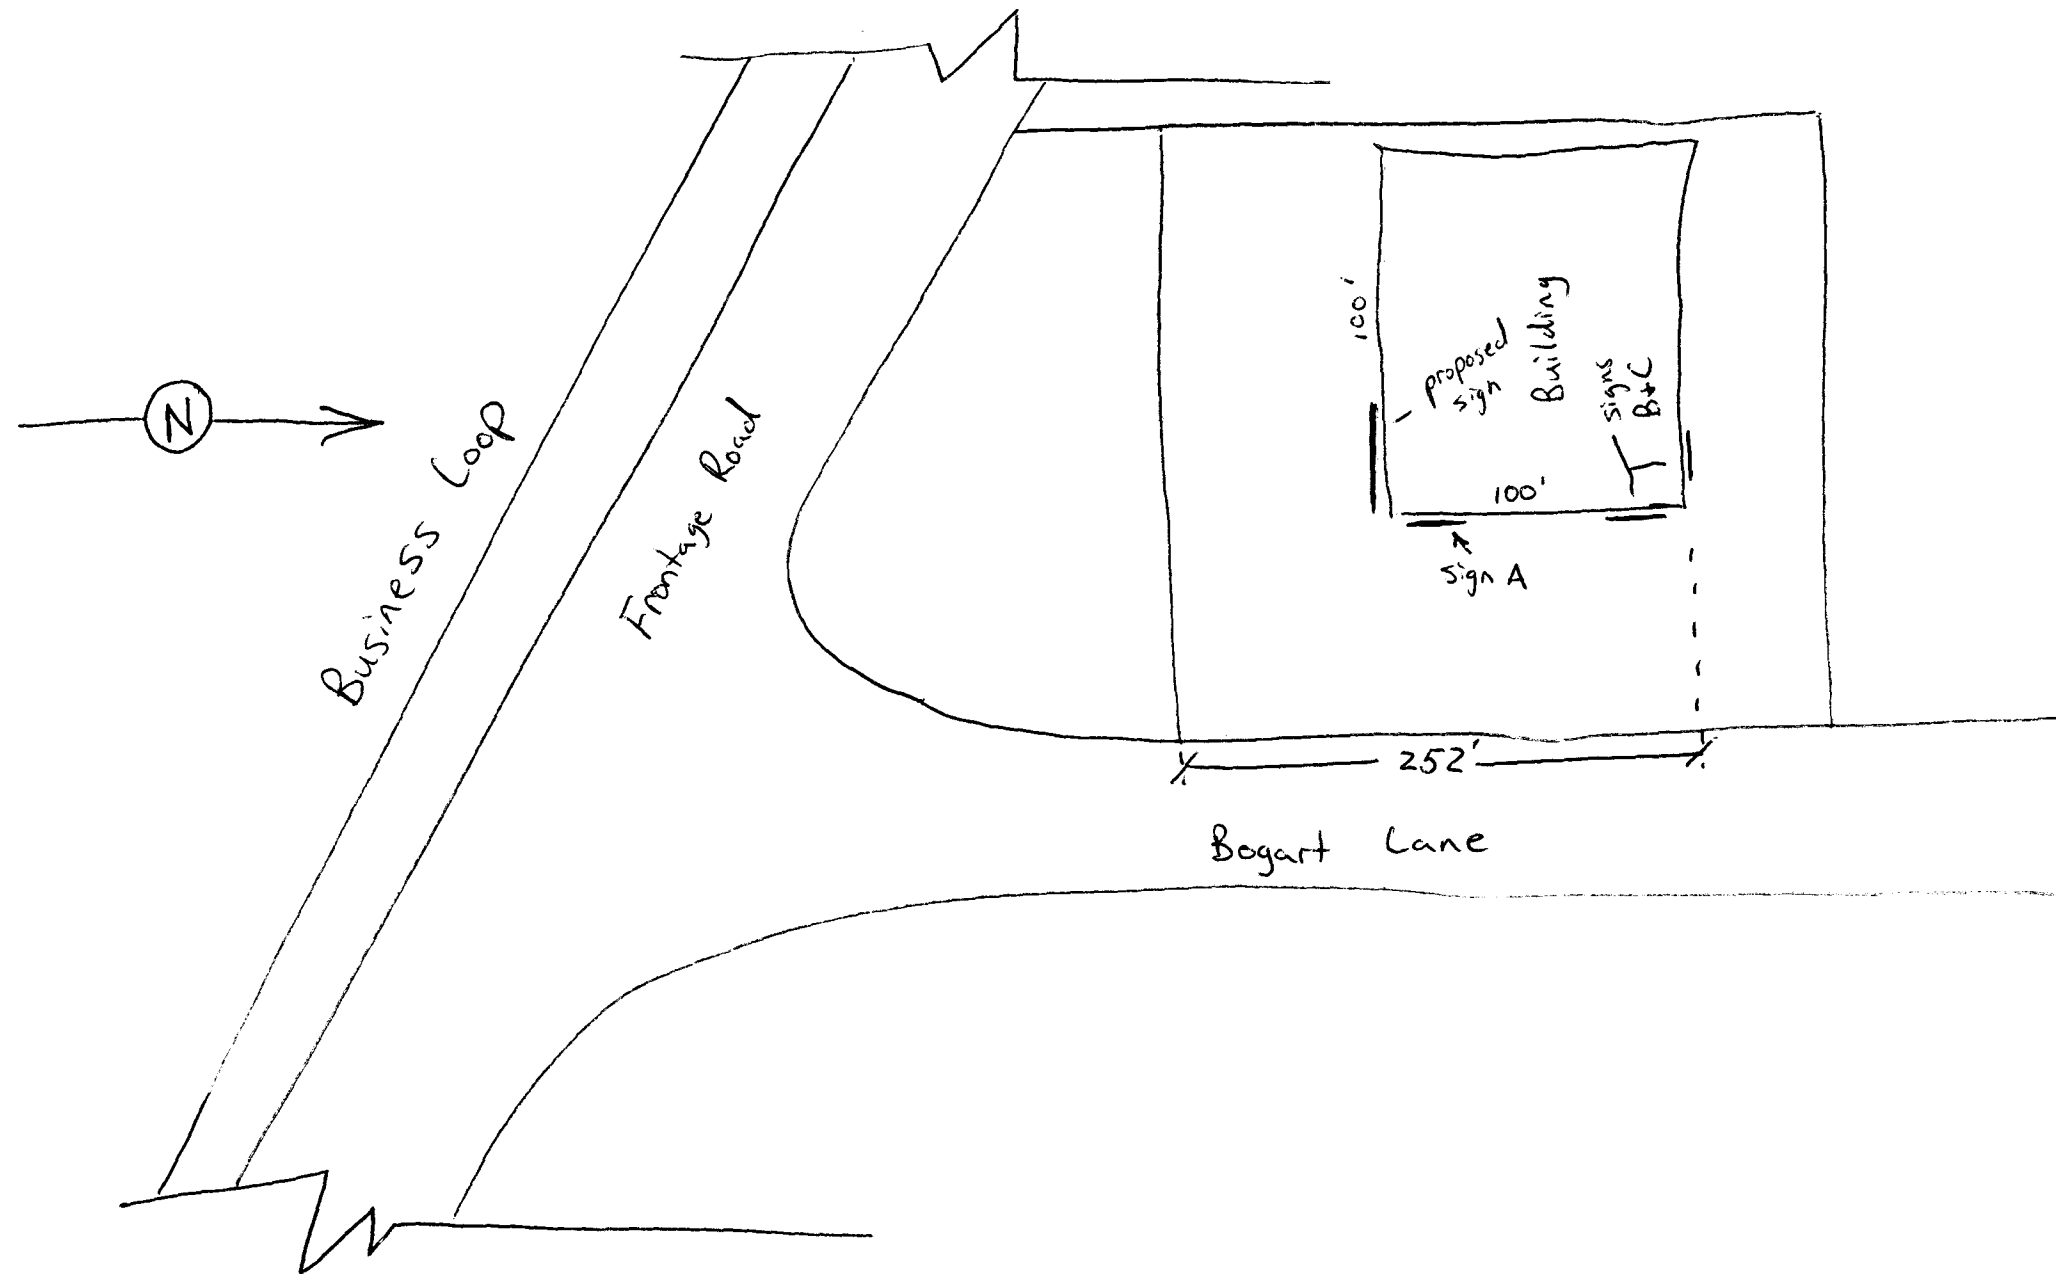 N
Business Loop
Frontage Road
100'
proposed
sign
Building
signs
B+C
100'
sign A
252'
Bogart Lane